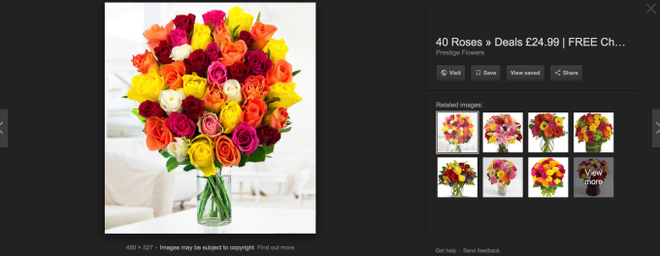 40 Roses » Deals £24.99 | FREE Ch...
Prestige Flowers
Visit
Save
View saved
Share
Related images:
View more
480 × 527 - Images may be subject to copyright Find out more
Get help - Send feedback